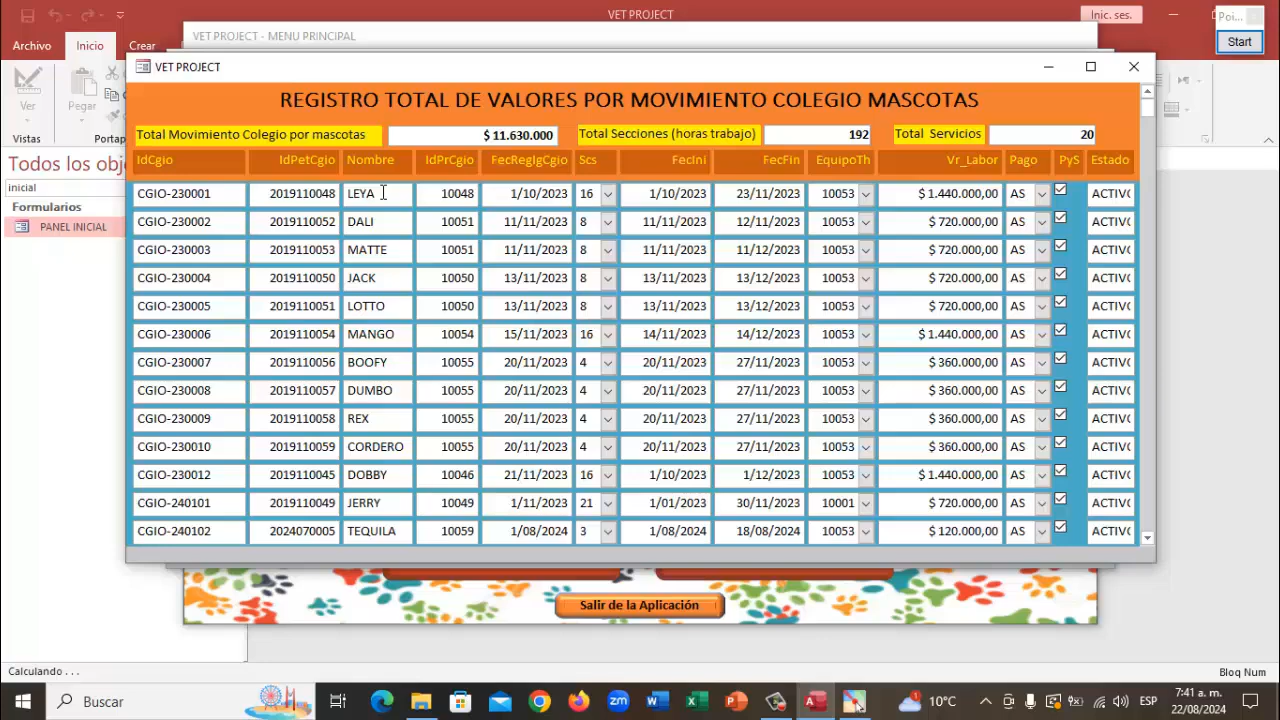 VET PROJECT
Inic. ses.
Poi...
Start
Archivo
Inicio
Crear
Ver
Pegar
Vistas
Portap
VET PROJECT - MENU PRINCIPAL
Todos los obj
inicial
Formularios
PANEL INICIAL
VET PROJECT
REGISTRO TOTAL DE VALORES POR MOVIMIENTO COLEGIO MASCOTAS
Total Movimiento Colegio por mascotas $ 11.630.000 Total Secciones (horas trabajo) 192 Total Servicios 20
IdCgio IdPetCgio Nombre IdPrCgio FecRegIgCgio Scs FecIni FecFin EquipoTh Vr_Labor Pago PyS Estado
CGIO-230001 2019110048 LEYA 10048 1/10/2023 16 1/10/2023 23/11/2023 10053 $ 1.440.000,00 AS ACTIVO
CGIO-230002 2019110052 DALI 10051 11/11/2023 8 11/11/2023 12/11/2023 10053 $ 720.000,00 AS ACTIVO
CGIO-230003 2019110053 MATTE 10051 11/11/2023 8 11/11/2023 11/12/2023 10053 $ 720.000,00 AS ACTIVO
CGIO-230004 2019110050 JACK 10050 13/11/2023 8 13/11/2023 13/12/2023 10053 $ 720.000,00 AS ACTIVO
CGIO-230005 2019110051 LOTTO 10050 13/11/2023 8 13/11/2023 13/12/2023 10053 $ 720.000,00 AS ACTIVO
CGIO-230006 2019110054 MANGO 10054 15/11/2023 16 14/11/2023 14/12/2023 10053 $ 1.440.000,00 AS ACTIVO
CGIO-230007 2019110056 BOOFY 10055 20/11/2023 4 20/11/2023 27/11/2023 10053 $ 360.000,00 AS ACTIVO
CGIO-230008 2019110057 DUMBO 10055 20/11/2023 4 20/11/2023 27/11/2023 10053 $ 360.000,00 AS ACTIVO
CGIO-230009 2019110058 REX 10055 20/11/2023 4 20/11/2023 27/11/2023 10053 $ 360.000,00 AS ACTIVO
CGIO-230010 2019110059 CORDERO 10055 20/11/2023 4 20/11/2023 27/11/2023 10053 $ 360.000,00 AS ACTIVO
CGIO-230012 2019110045 DOBBY 10046 21/11/2023 16 1/10/2023 1/12/2023 10053 $ 1.440.000,00 AS ACTIVO
CGIO-240101 2019110049 JERRY 10049 1/11/2023 21 1/01/2023 30/11/2023 10001 $ 720.000,00 AS ACTIVO
CGIO-240102 2024070005 TEQUILA 10059 1/08/2024 3 1/08/2024 18/08/2024 10053 $ 120.000,00 AS ACTIVO
Salir de la Aplicación
Calculando . . .
Bloq Num
Buscar
10°C
ESP
7:41 a. m.
22/08/2024